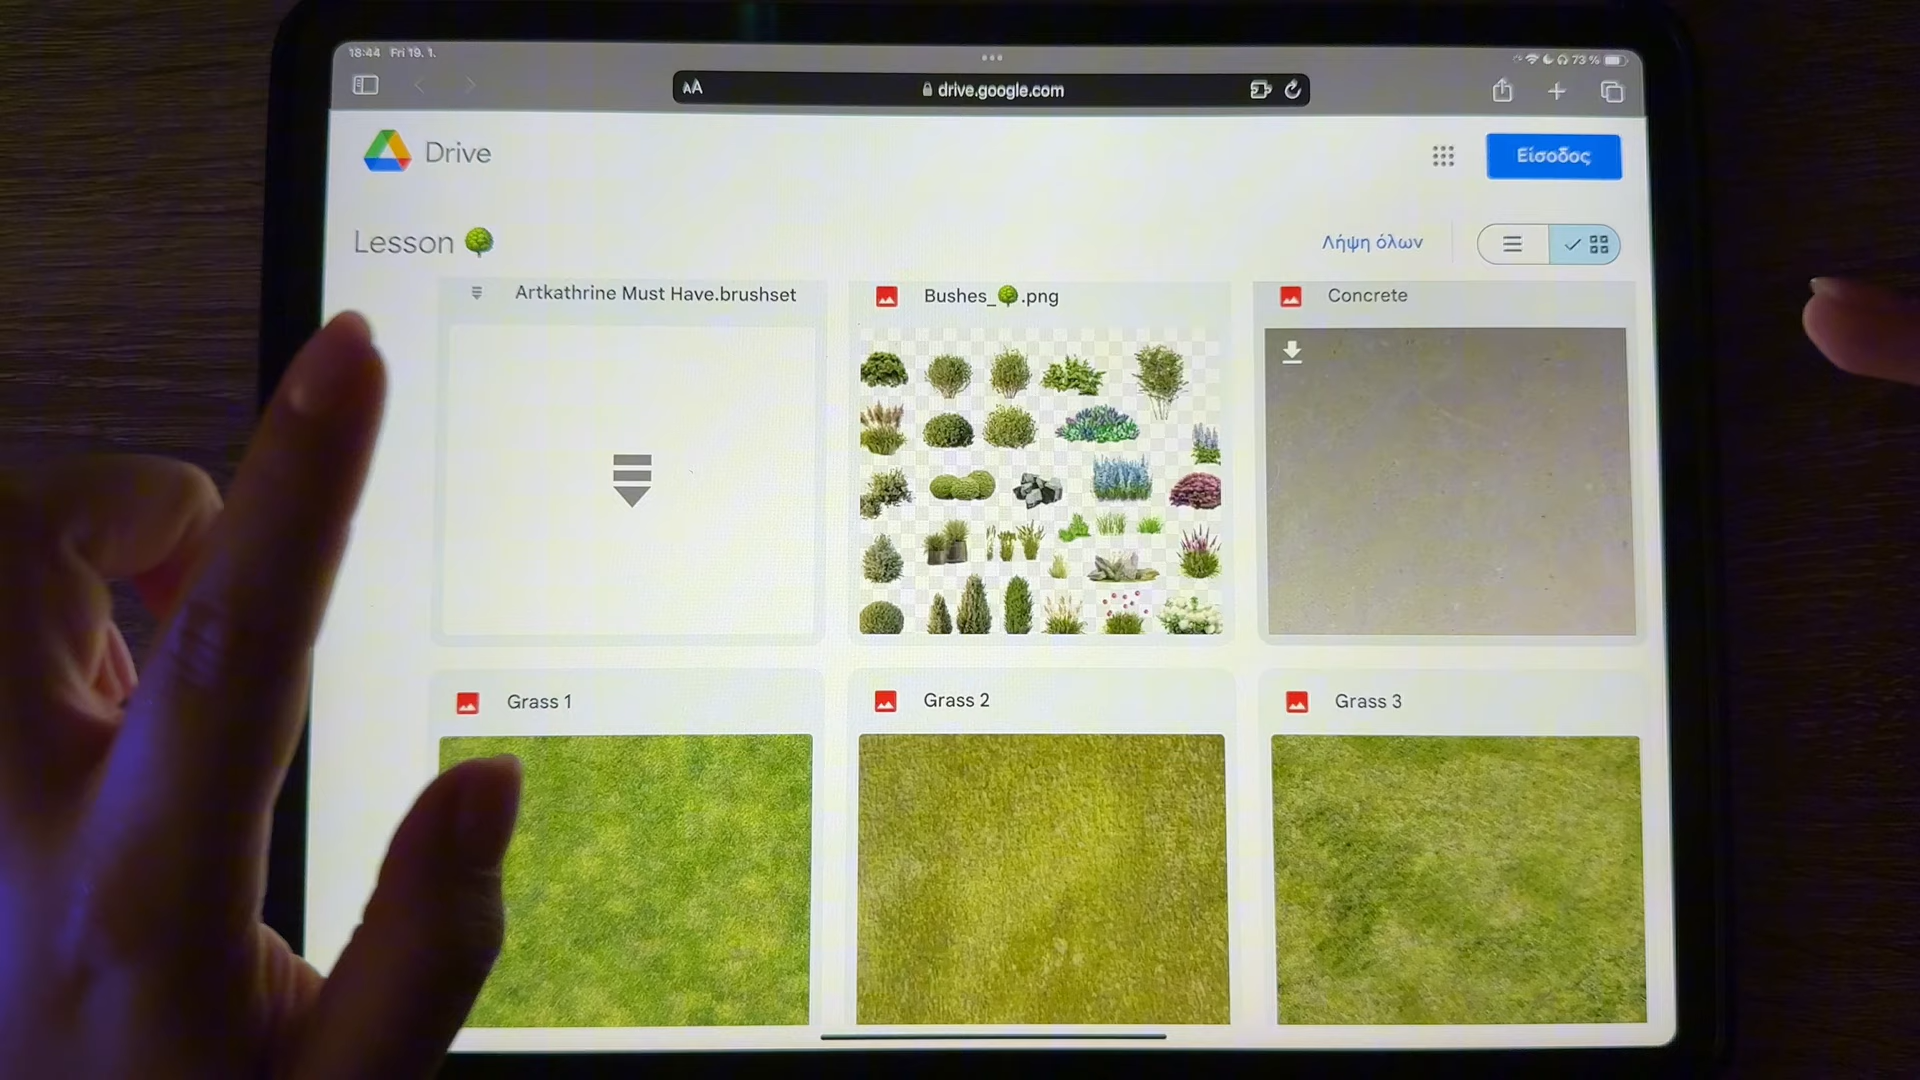 18:44 Fri 19. 1.
73 %
AA
drive.google.com
Drive
Είσοδος
Lesson
Λήψη όλων
Artkathrine Must Have.brushset
Bushes_🌳.png
Concrete
Grass 1
Grass 2
Grass 3